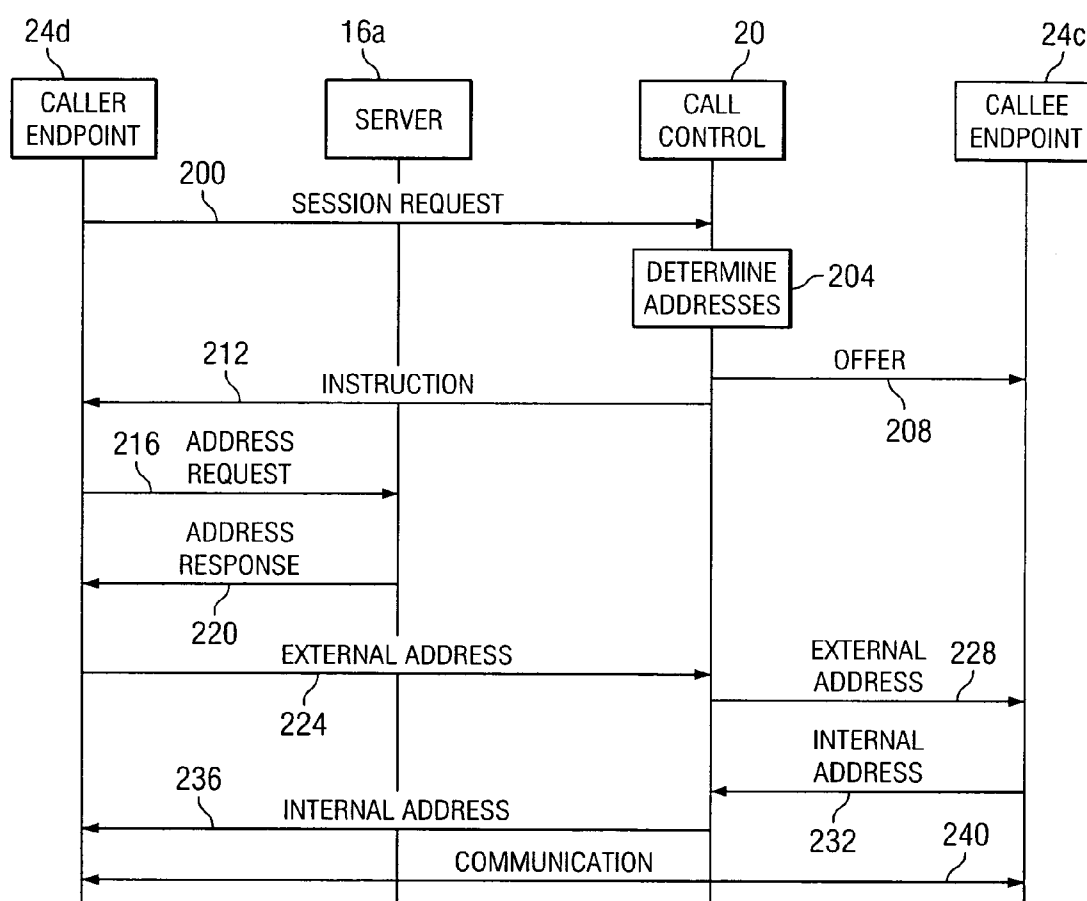 24d
16a
20
24c
CALLER
ENDPOINT
SERVER
CALL
CONTROL
CALLEE
ENDPOINT
200
SESSION REQUEST
DETERMINE
ADDRESSES
204
212
INSTRUCTION
OFFER
208
216
ADDRESS
REQUEST
ADDRESS
RESPONSE
220
EXTERNAL ADDRESS
224
EXTERNAL
ADDRESS
228
INTERNAL
ADDRESS
232
236
INTERNAL ADDRESS
COMMUNICATION
240